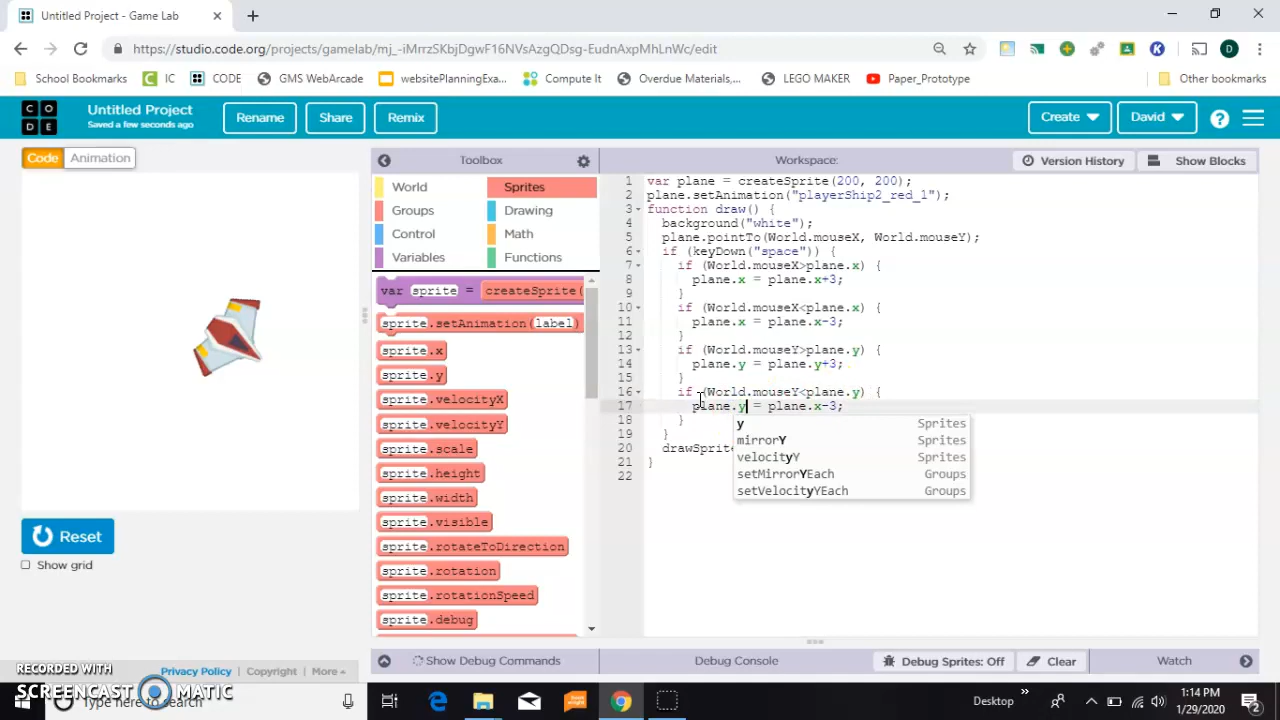 Untitled Project - Game Lab
https://studio.code.org/projects/gamelab/mj_-iMrrzSKbjDgwF16NVsAzgQDsg-EudnAxpMhLnWc/edit
D
School Bookmarks IC CODE GMS WebArcade websitePlanningExa... Compute It Overdue Materials,... LEGO MAKER Paper_Prototype Other bookmarks
CODE
Untitled Project
Saved a few seconds ago
Rename Share Remix Create David
Code Animation
Toolbox
Workspace:
Version History Show Blocks
World Sprites
Groups Drawing
Control Math
Variables Functions
var sprite = createSprite(
sprite.setAnimation(label)
sprite.x
sprite.y
sprite.velocityX
sprite.velocityY
sprite.scale
sprite.height
sprite.width
sprite.visible
sprite.rotateToDirection
sprite.rotation
sprite.rotationSpeed
sprite.debug
1 var plane = createSprite(200, 200);
2 plane.setAnimation("playerShip2_red_1");
3 function draw() {
4 background("white");
5 plane.pointTo(World.mouseX, World.mouseY);
6 if (keyDown("space")) {
7 if (World.mouseX>plane.x) {
8 plane.x = plane.x+3;
9 }
10 if (World.mouseX<plane.x) {
11 plane.x = plane.x-3;
12 }
13 if (World.mouseY>plane.y) {
14 plane.y = plane.y+3;
15 }
16 if (World.mouseY<plane.y) {
17 plane.y = plane.x-3;
18 }
19 }
20 drawSprite
21 }
22
y Sprites
mirrorY Sprites
velocityY Sprites
setMirrorYEach Groups
setVelocityYEach Groups
Reset
Show grid
Privacy Policy Copyright More
Show Debug Commands Debug Console Debug Sprites: Off Clear Watch
RECORDED WITH
SCREENCAST MATIC
Type here to search
Desktop
1:14 PM
1/29/2020
2